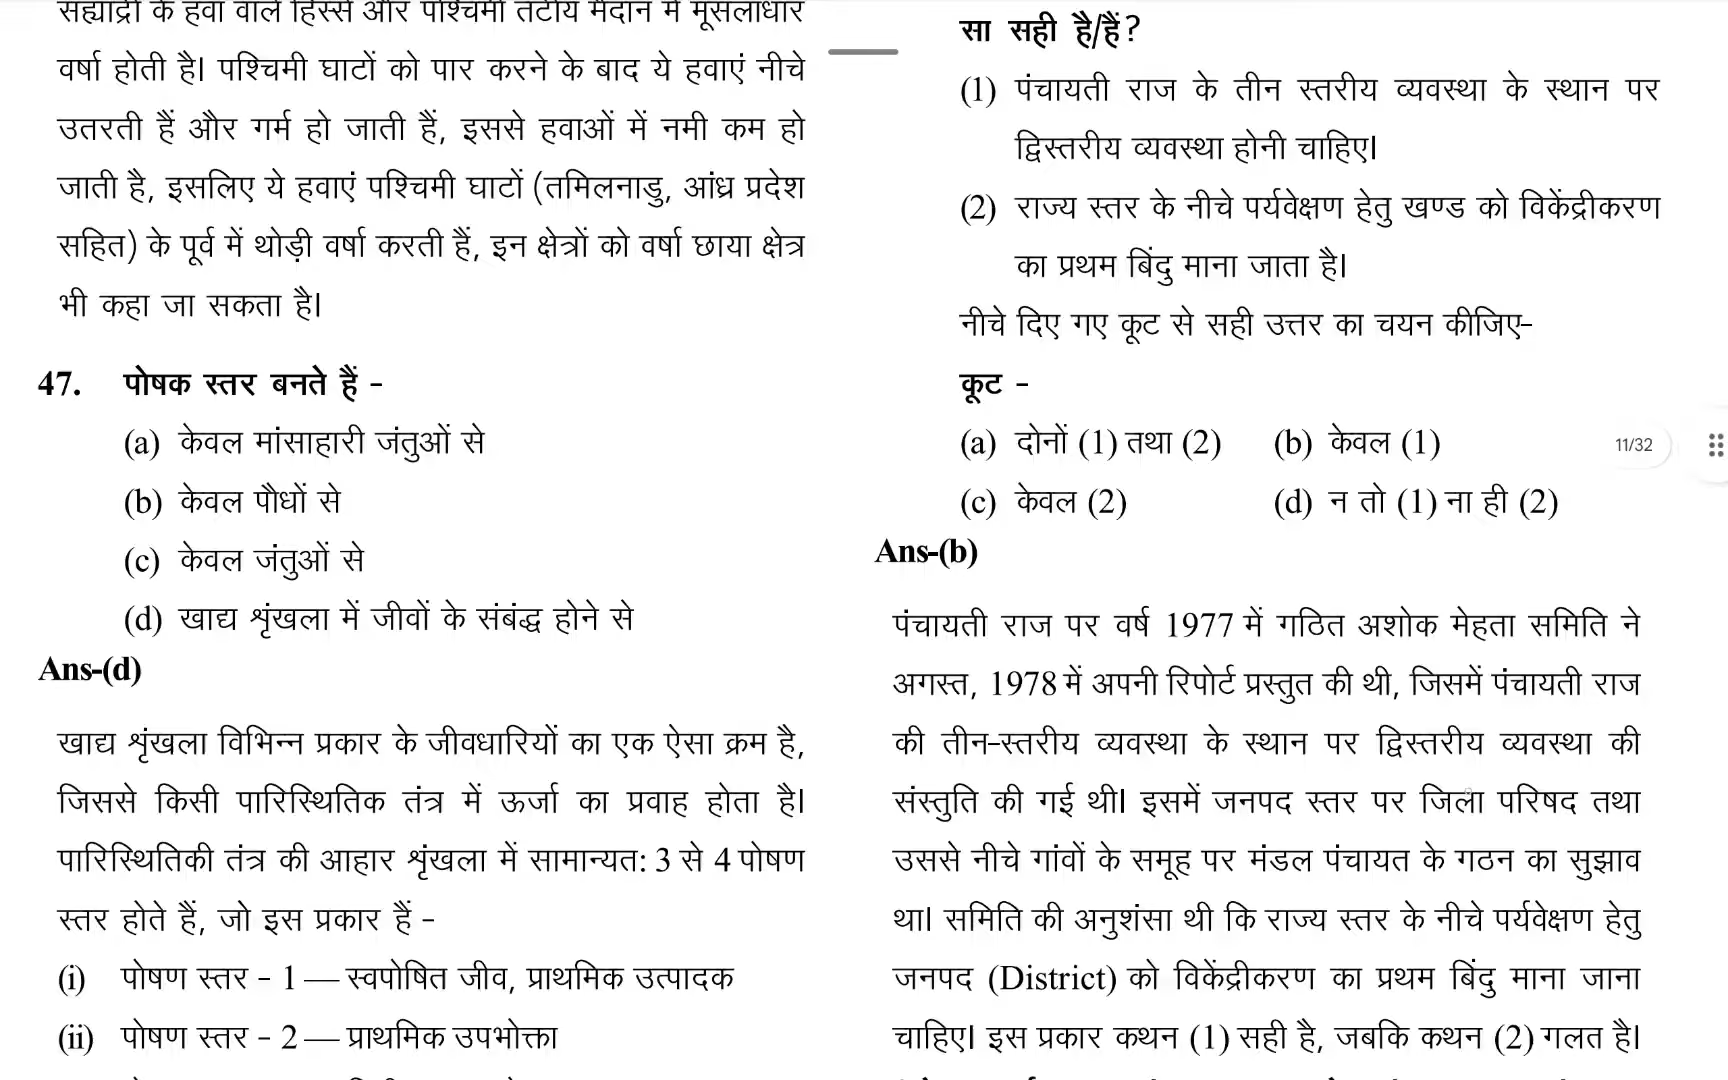 सह्याद्री के हवा वाले हिस्से और पश्चिमी तटीय मैदान में मूसलाधार
वर्षा होती है। पश्चिमी घाटों को पार करने के बाद ये हवाएं नीचे
उतरती हैं और गर्म हो जाती हैं, इससे हवाओं में नमी कम हो
जाती है, इसलिए ये हवाएं पश्चिमी घाटों (तमिलनाडु, आंध्र प्रदेश
सहित) के पूर्व में थोड़ी वर्षा करती हैं, इन क्षेत्रों को वर्षा छाया क्षेत्र
भी कहा जा सकता है।
47. पोषक स्तर बनते हैं -
(a) केवल मांसाहारी जंतुओं से
(b) केवल पौधों से
(c) केवल जंतुओं से
(d) खाद्य श्रृंखला में जीवों के संबंद्ध होने से
Ans-(d)
खाद्य श्रृंखला विभिन्न प्रकार के जीवधारियों का एक ऐसा क्रम है,
जिससे किसी पारिस्थितिक तंत्र में ऊर्जा का प्रवाह होता है।
पारिस्थितिकी तंत्र की आहार श्रृंखला में सामान्यत: 3 से 4 पोषण
स्तर होते हैं, जो इस प्रकार हैं -
(i) पोषण स्तर - 1 — स्वपोषित जीव, प्राथमिक उत्पादक
(ii) पोषण स्तर - 2 — प्राथमिक उपभोक्ता
सा सही है/हैं?
(1) पंचायती राज के तीन स्तरीय व्यवस्था के स्थान पर
द्विस्तरीय व्यवस्था होनी चाहिए।
(2) राज्य स्तर के नीचे पर्यवेक्षण हेतु खण्ड को विकेंद्रीकरण
का प्रथम बिंदु माना जाता है।
नीचे दिए गए कूट से सही उत्तर का चयन कीजिए-
कूट -
(a) दोनों (1) तथा (2) (b) केवल (1)
(c) केवल (2) (d) न तो (1) ना ही (2)
Ans-(b)
पंचायती राज पर वर्ष 1977 में गठित अशोक मेहता समिति ने
अगस्त, 1978 में अपनी रिपोर्ट प्रस्तुत की थी, जिसमें पंचायती राज
की तीन-स्तरीय व्यवस्था के स्थान पर द्विस्तरीय व्यवस्था की
संस्तुति की गई थी। इसमें जनपद स्तर पर जिला परिषद तथा
उससे नीचे गांवों के समूह पर मंडल पंचायत के गठन का सुझाव
था। समिति की अनुशंसा थी कि राज्य स्तर के नीचे पर्यवेक्षण हेतु
जनपद (District) को विकेंद्रीकरण का प्रथम बिंदु माना जाना
चाहिए। इस प्रकार कथन (1) सही है, जबकि कथन (2) गलत है।
11/32